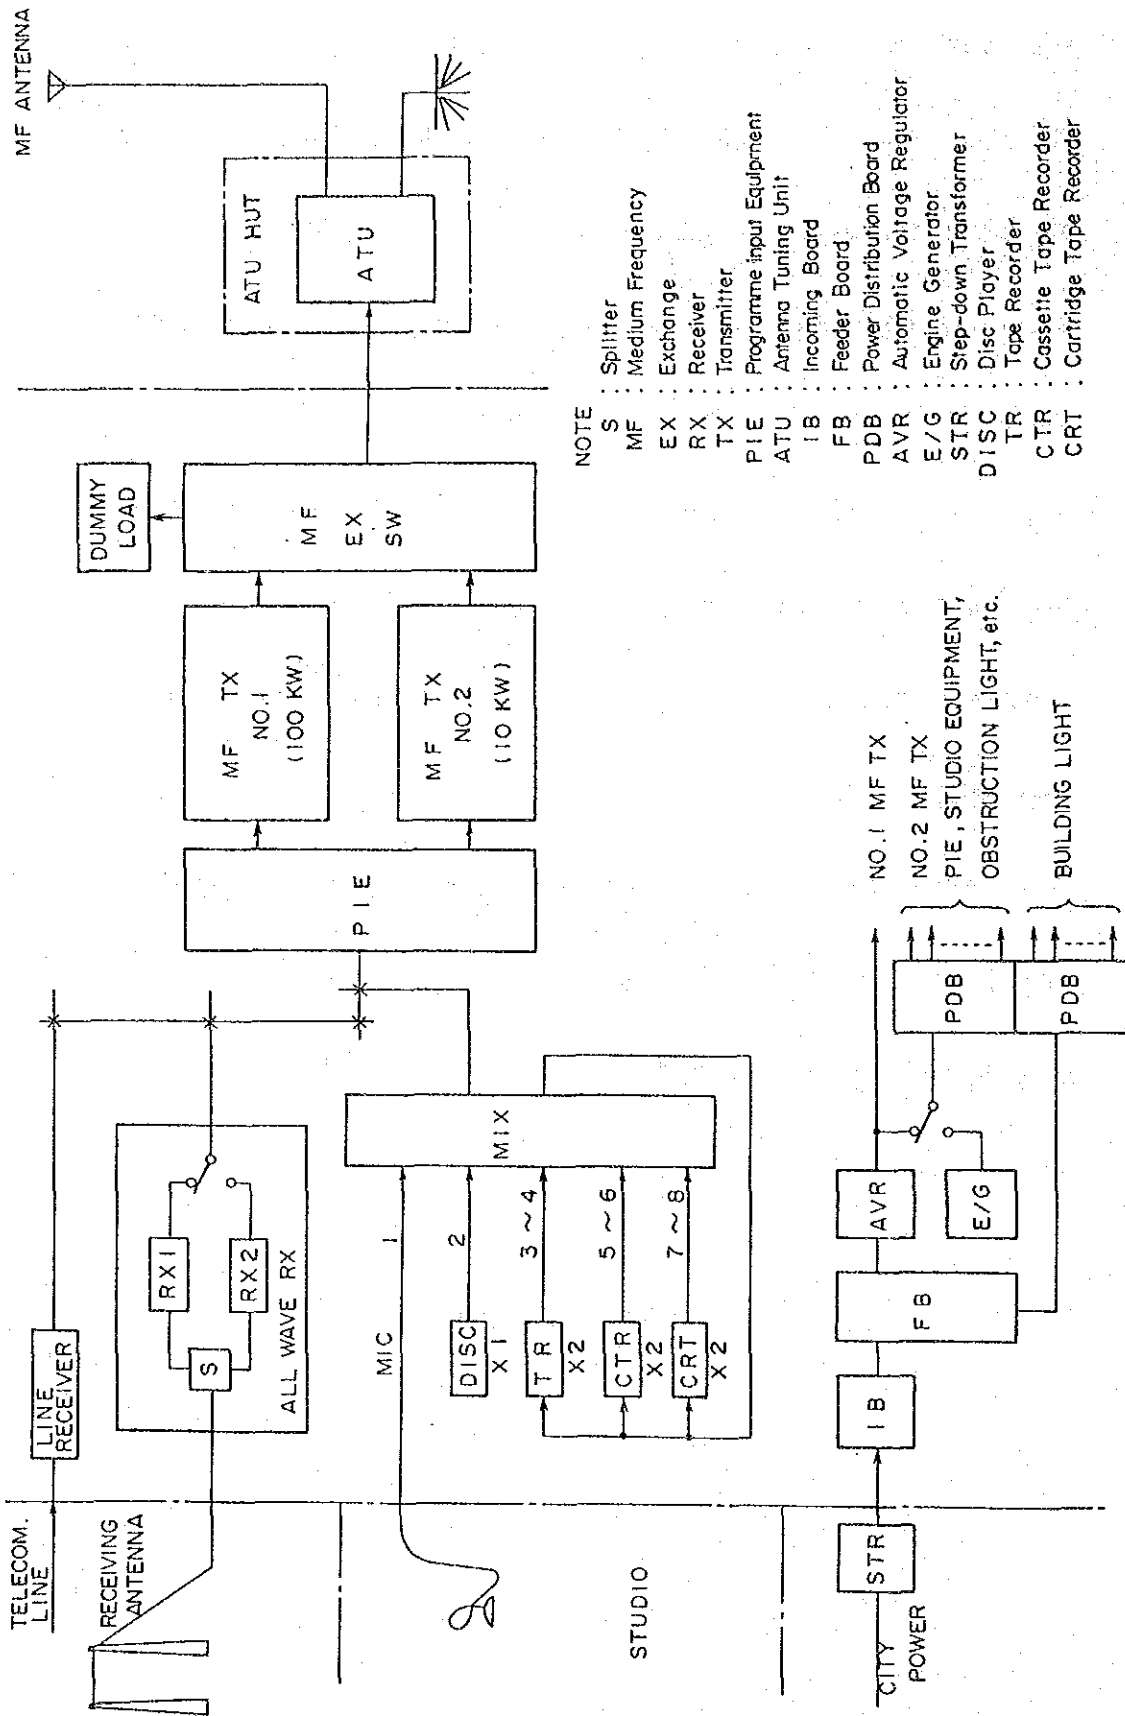 TELECOM.
LINE
LINE
RECEIVER
RECEIVING
ANTENNA
S
RX1
RX2
ALL WAVE RX
MIC
1
DISC
X1
2
TR
X2
3~4
CTR
X2
5~6
CRT
X2
7~8
MIX
STUDIO
PIE
MF TX
NO.1
(100 KW)
MF TX
NO.2
(10 KW)
MF
EX
SW
DUMMY
LOAD
ATU HUT
ATU
MF ANTENNA
CITY
POWER
STR
IB
FB
AVR
E/G
PDB
PDB
NO.1 MF TX
NO.2 MF TX
PIE, STUDIO EQUIPMENT,
OBSTRUCTION LIGHT, etc.
BUILDING LIGHT
NOTE
S : Splitter
MF : Medium Frequency
EX : Exchange
RX : Receiver
TX : Transmitter
PIE : Programme input Equipment
ATU : Antenna Tuning Unit
IB : Incoming Board
FB : Feeder Board
PDB : Power Distribution Board
AVR : Automatic Voltage Regulator
E/G : Engine Generator
STR : Step-down Transformer
DISC : Disc Player
TR : Tape Recorder
CTR : Cassette Tape Recorder
CRT : Cartridge Tape Recorder